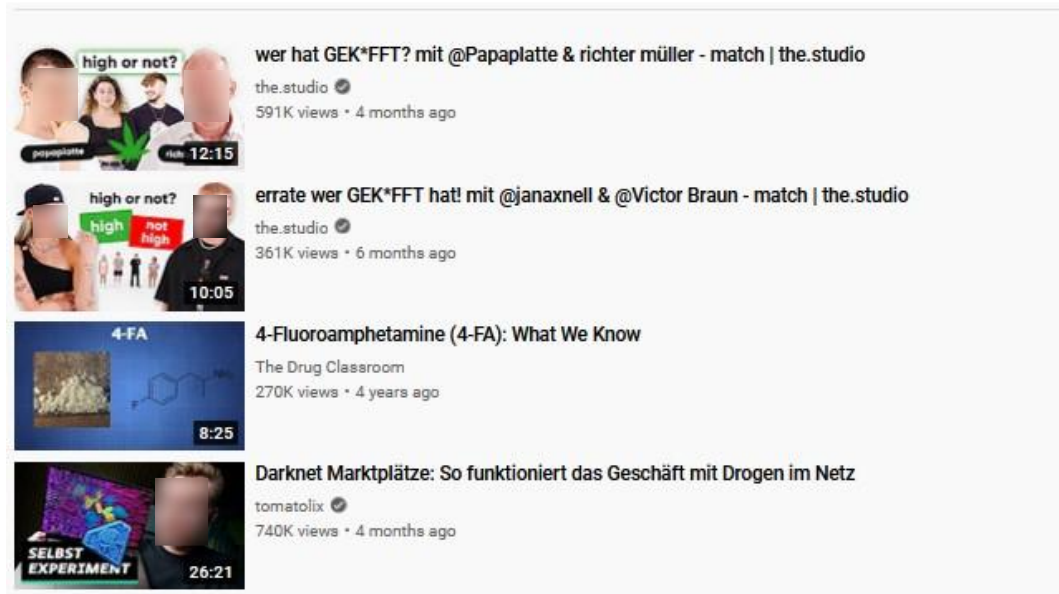 high or not?
papaplatte
12:15
wer hat GEK*FFT? mit @Papaplatte & richter müller - match | the.studio
the.studio
591K views • 4 months ago
high or not?
high
not
high
10:05
errate wer GEK*FFT hat! mit @janaxnell & @Victor Braun - match | the.studio
the.studio
361K views • 6 months ago
4-FA
F
NH₂
8:25
4-Fluoroamphetamine (4-FA): What We Know
The Drug Classroom
270K views • 4 years ago
SELBST
EXPERIMENT
26:21
Darknet Marktplätze: So funktioniert das Geschäft mit Drogen im Netz
tomatolix
740K views • 4 months ago